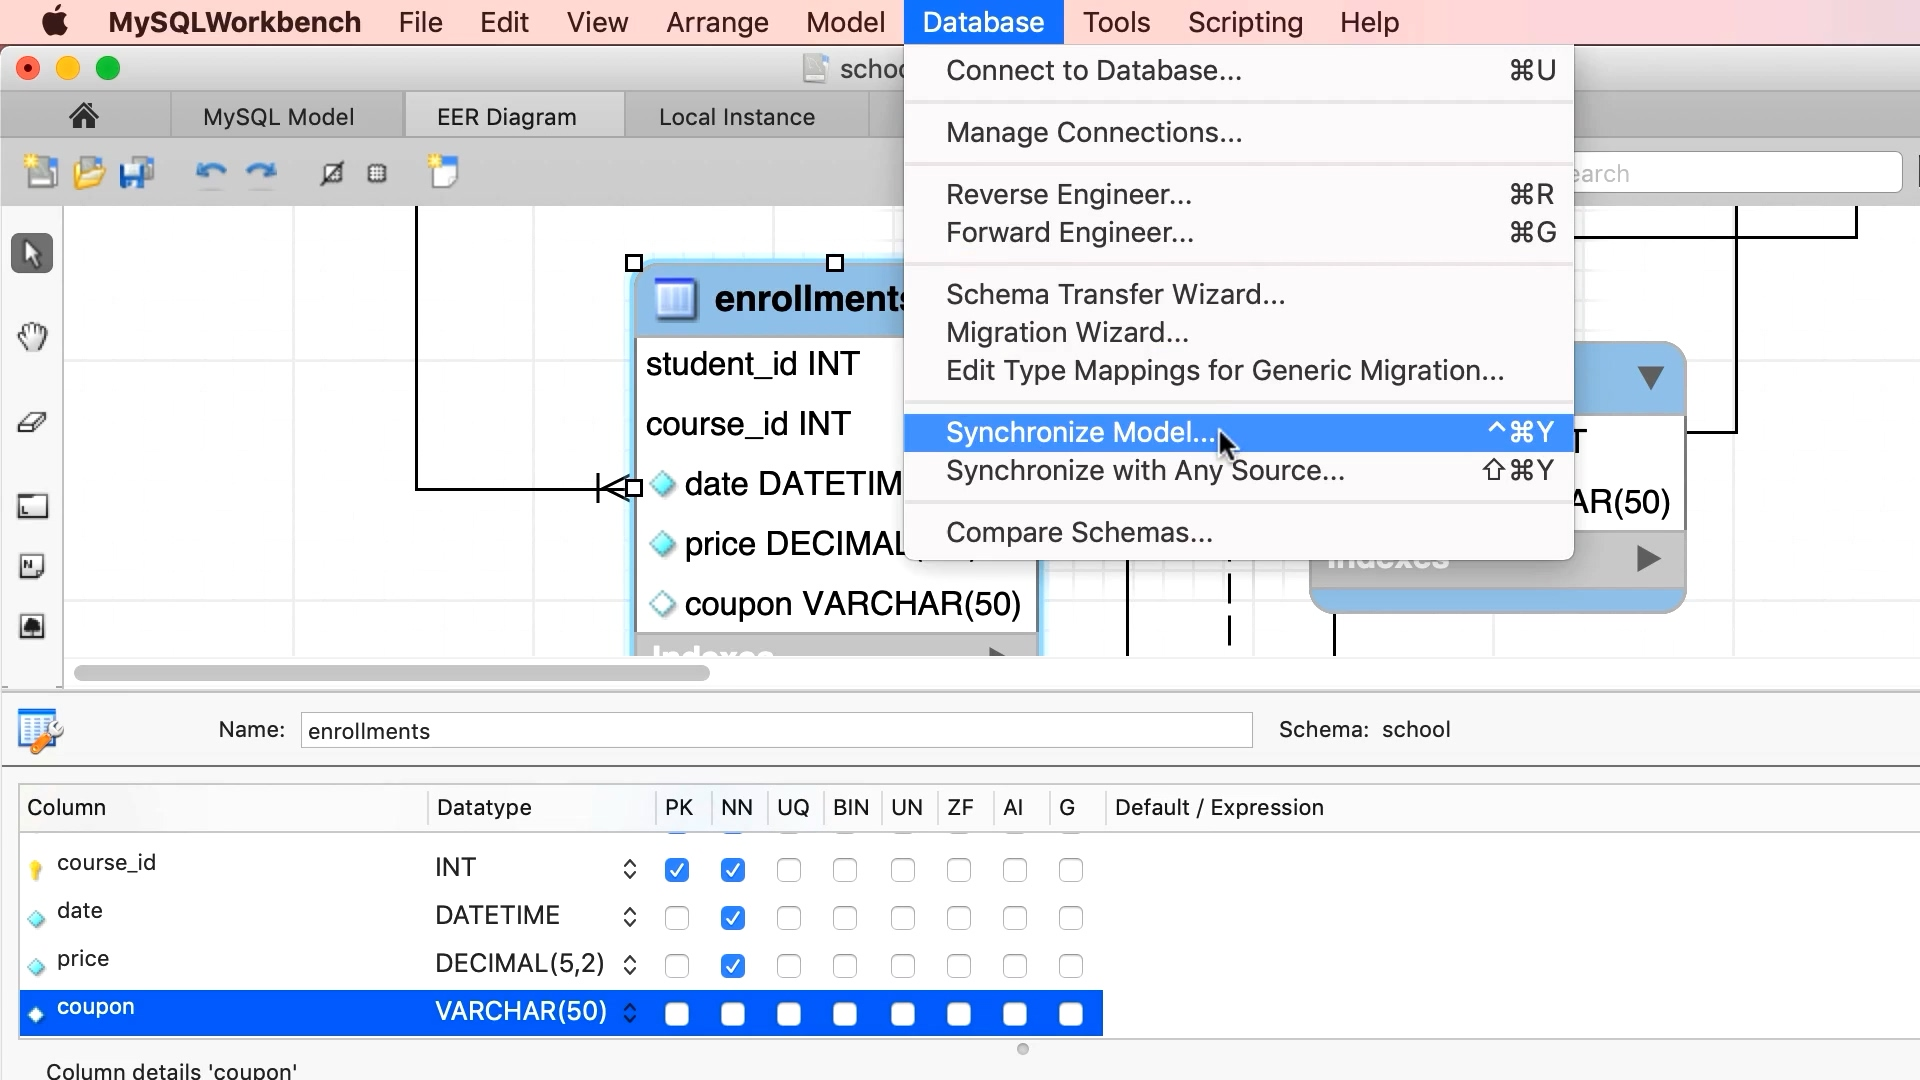 MySQLWorkbench File Edit View Arrange Model Database Tools Scripting Help
schoo
MySQL Model EER Diagram Local Instance
earch
Connect to Database... ⌘U
Manage Connections...
Reverse Engineer... ⌘R
Forward Engineer... ⌘G
Schema Transfer Wizard...
Migration Wizard...
Edit Type Mappings for Generic Migration...
Synchronize Model... ^⌘Y
Synchronize with Any Source... ⇧⌘Y
Compare Schemas...
enrollments
student_id INT
course_id INT
date DATETIM
price DECIMAL
coupon VARCHAR(50)
Indexes
T
AR(50)
Indexes
Name: enrollments Schema: school
Column Datatype PK NN UQ BIN UN ZF AI G Default / Expression
course_id INT
date DATETIME
price DECIMAL(5,2)
coupon VARCHAR(50)
Column details 'coupon'